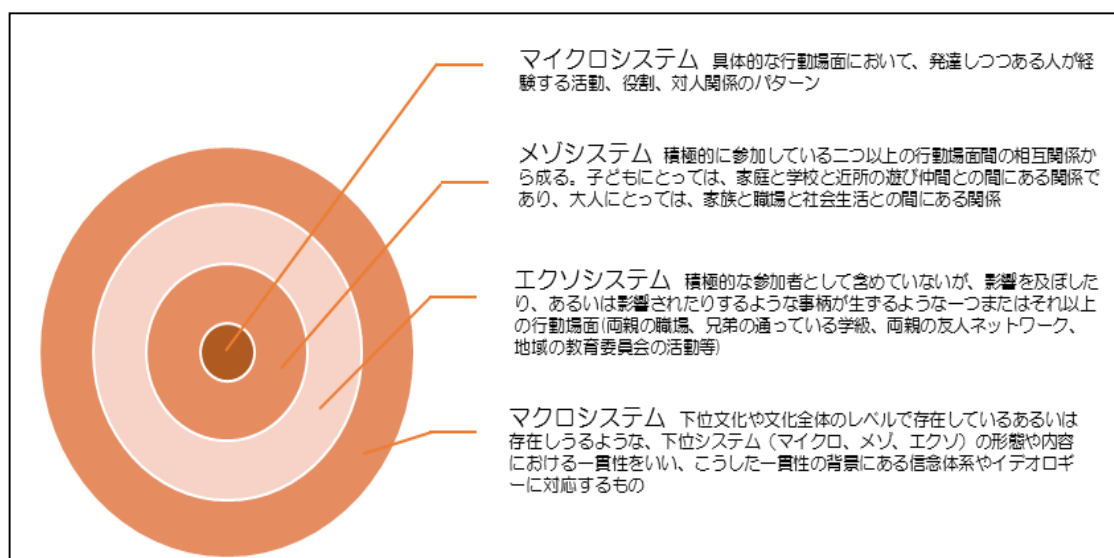 マイクロシステム 具体的な行動場面において、発達しつつある人が経
験する活動、役割、対人関係のパターン
メゾシステム 積極的に参加している二つ以上の行動場面間の相互関係か
ら成る。子どもにとっては、家庭と学校と近所の遊び仲間との間にある関係で
あり、大人にとっては、家族と職場と社会生活との間にある関係
エクソシステム 積極的な参加者として含めていないが、影響を及ぼした
り、あるいは影響されたりするような事柄が生ずるような一つまたはそれ以上
の行動場面(両親の職場、兄弟の通っている学級、両親の友人ネットワーク、
地域の教育委員会の活動等)
マクロシステム 下位文化や文化全体のレベルで存在しているあるいは
存在しうるような、下位システム（マイクロ、メゾ、エクソ）の形態や内容
における一貫性をいい、こうした一貫性の背景にある信念体系やイデオロギ
ーに対応するもの